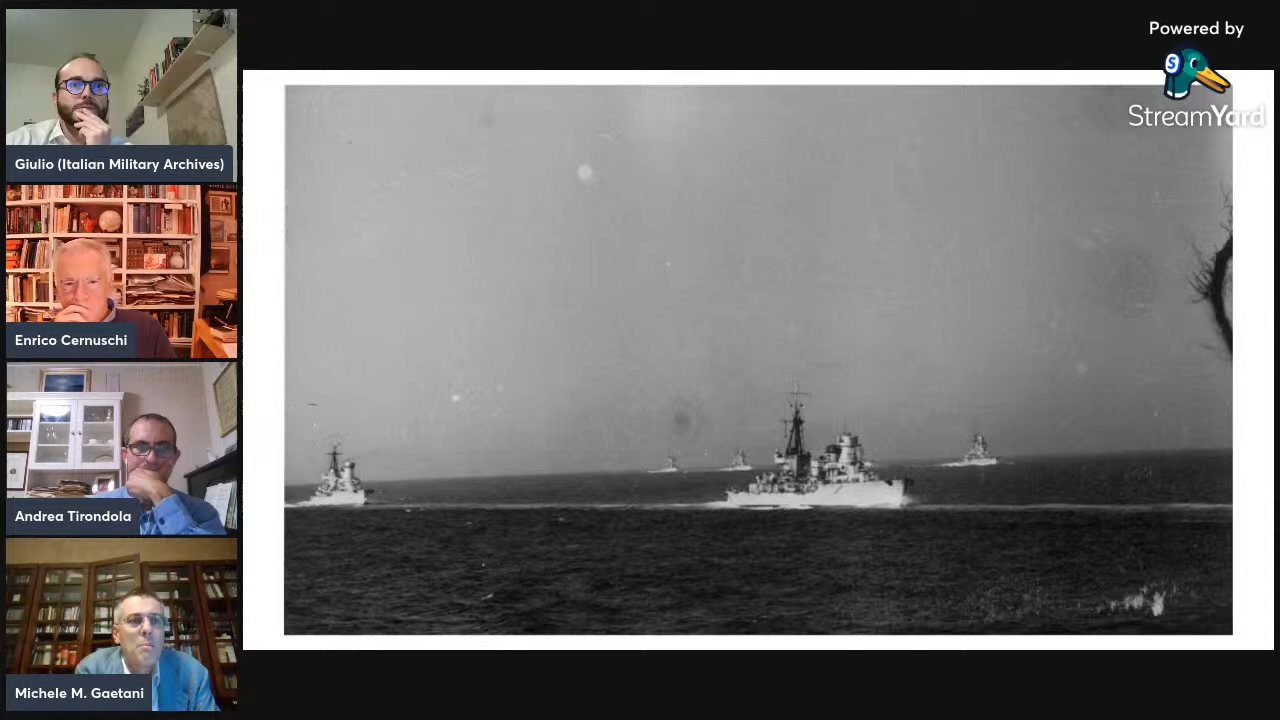 Powered by
StreamYard
Giulio (Italian Military Archives)
Enrico Cernuschi
Andrea Tirondola
Michele M. Gaetani